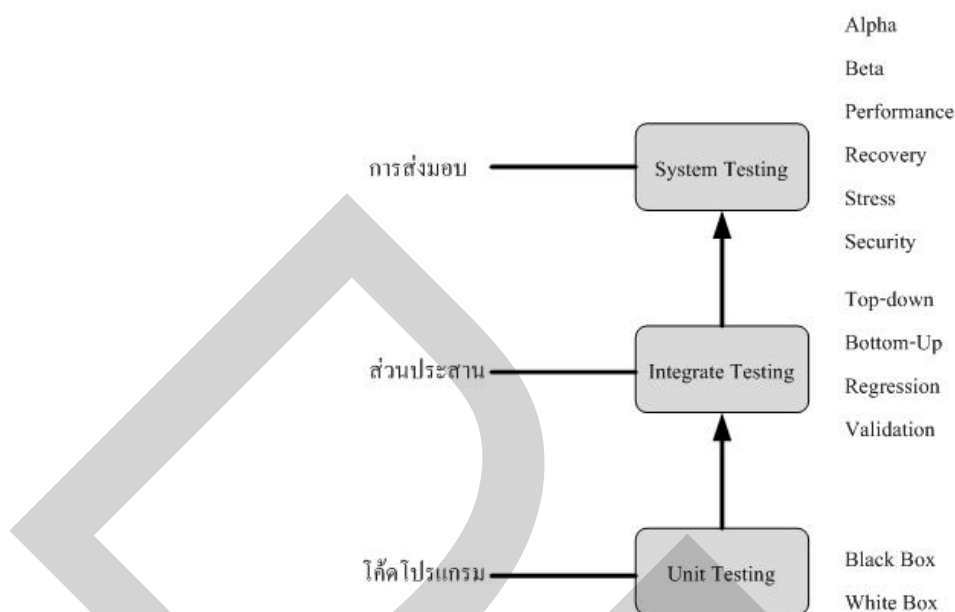 Alpha
Beta
Performance
การส่งมอบ
System Testing
Recovery
Stress
Security
Top-down
Bottom-Up
ส่วนประสาน
Integrate Testing
Regression
Validation
โค้ดโปรแกรม
Unit Testing
Black Box
White Box